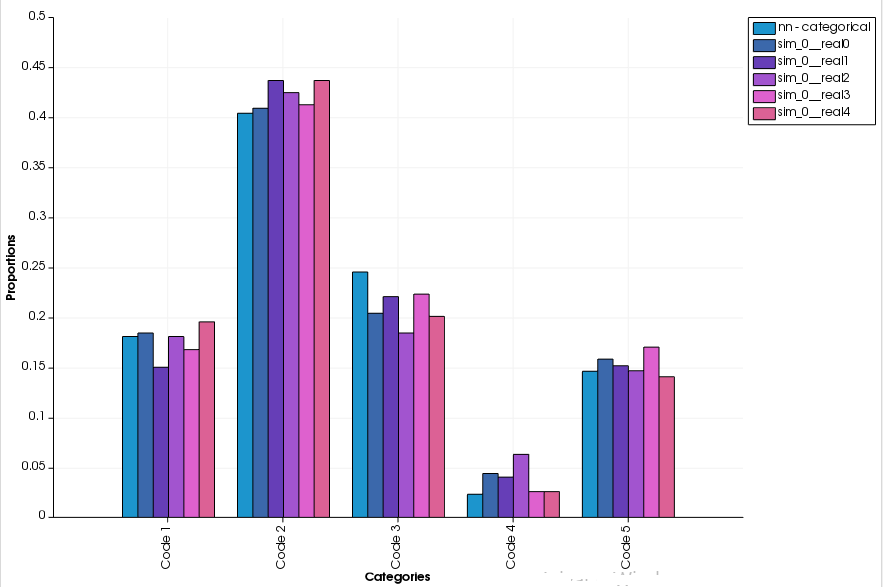 0.5
0.45
0.4
0.35
0.3
0.25
0.2
0.15
0.1
0.05
0
Proportions
Code 1
Code 2
Code 3
Code 4
Code 5
Categories
nn - categorical
sim_0__real0
sim_0__real1
sim_0__real2
sim_0__real3
sim_0__real4